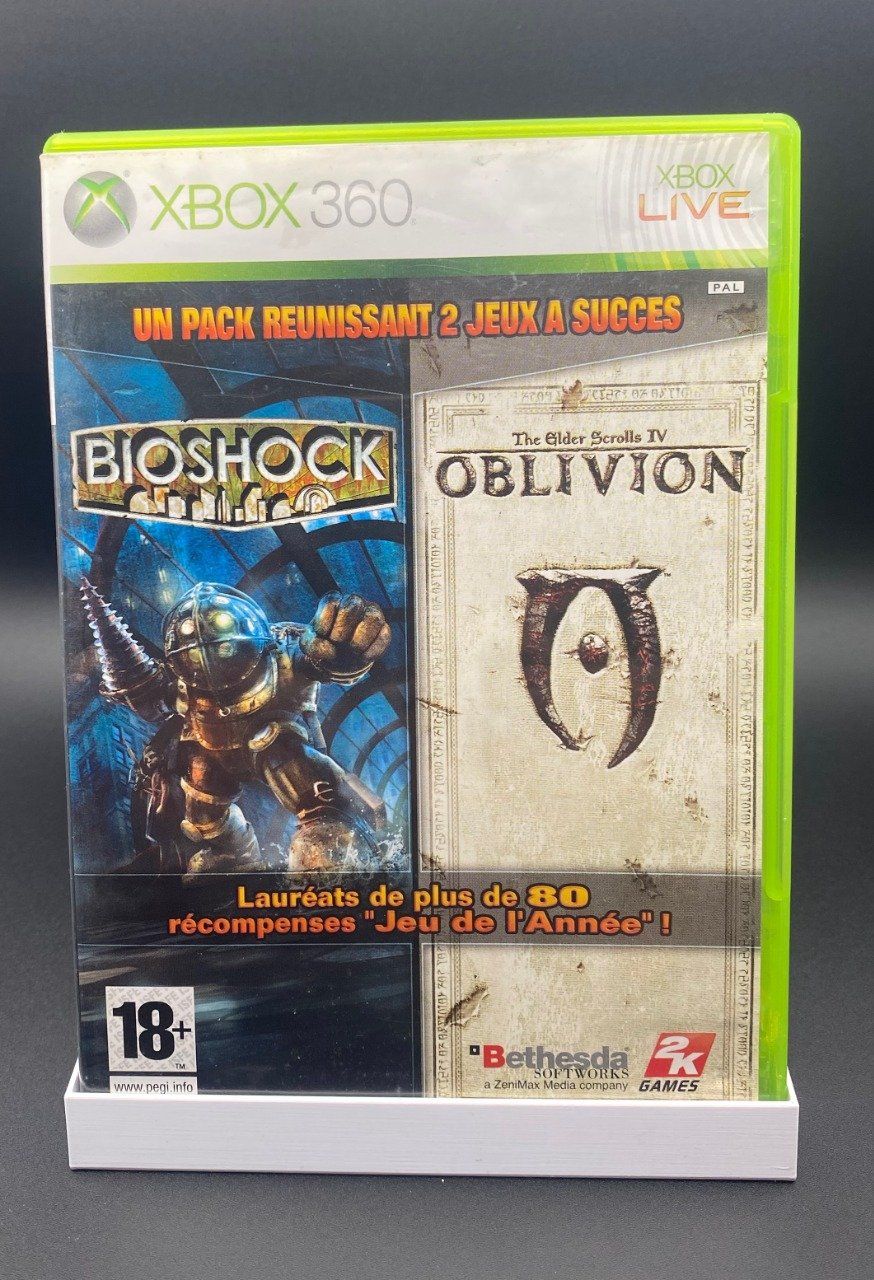 XBOX 360
XBOX
LIVE
PAL
UN PACK REUNISSANT 2 JEUX A SUCCES
BIOSHOCK
The Elder Scrolls IV
OBLIVION
Lauréats de plus de 80
récompenses "Jeu de l'Année" !
18+
TM
www.pegi.info
Bethesda
SOFTWORKS
a ZeniMax Media company
2K
GAMES